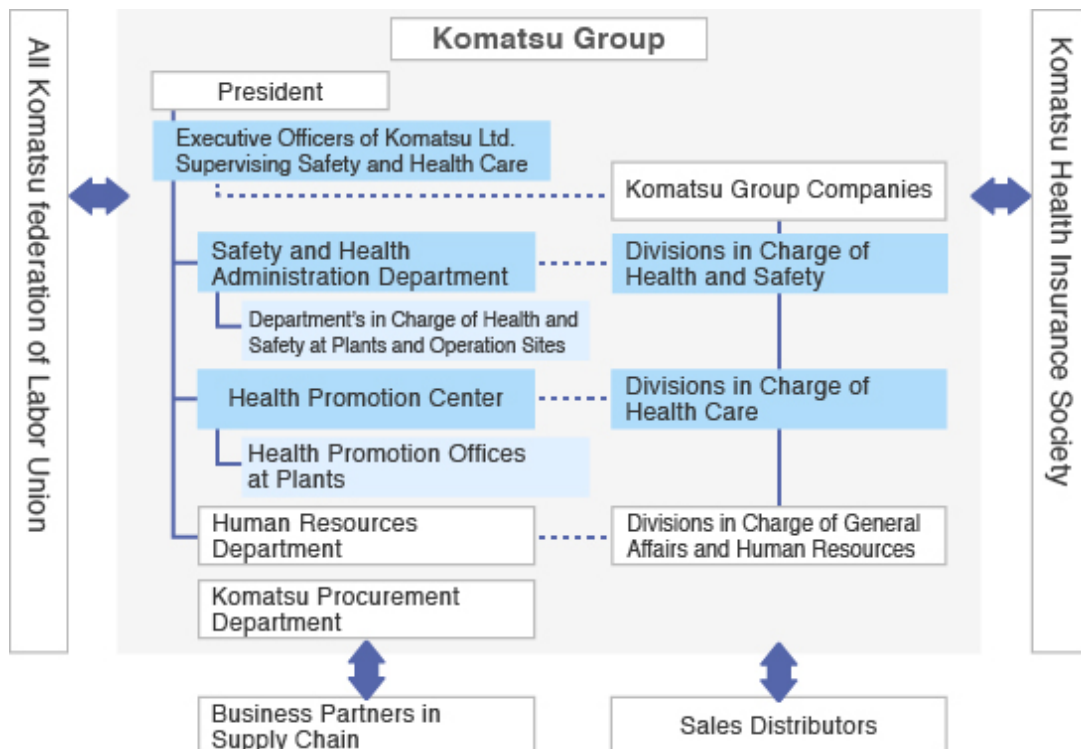 Komatsu Group
All Komatsu federation of Labor Union
President
Executive Officers of Komatsu Ltd.
Supervising Safety and Health Care
Komatsu Group Companies
Safety and Health
Administration Department
Divisions in Charge of
Health and Safety
Department's in Charge of Health and
Safety at Plants and Operation Sites
Health Promotion Center
Divisions in Charge of
Health Care
Health Promotion Offices
at Plants
Human Resources
Department
Divisions in Charge of General
Affairs and Human Resources
Komatsu Procurement
Department
Business Partners in
Supply Chain
Sales Distributors
Komatsu Health Insurance Society